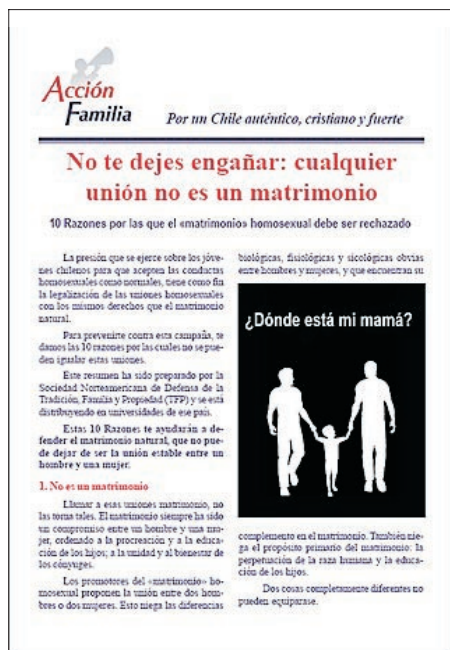 Acción
Familia
Por un Chile auténtico, cristiano y fuerte
No te dejes engañar: cualquier
unión no es un matrimonio
10 Razones por las que el «matrimonio» homosexual debe ser rechazado
La presión que se ejerce sobre los jóve-
nes chilenos para que acepten las conductas
homosexuales como normales, tiene como fin
la legalización de las uniones homosexuales
con los mismos derechos que el matrimonio
natural.
Para prevenirte contra esta campaña, te
damos las 10 razones por las cuales no se pue-
den igualar estas uniones.
Este resumen ha sido preparado por la
Sociedad Norteamericana de Defensa de la
Tradición, Familia y Propiedad (TFP) y se está
distribuyendo en universidades de ese país.
Estas 10 Razones te ayudarán a de-
fender el matrimonio natural, que no pue-
de dejar de ser la unión estable entre un
hombre y una mujer.
1. No es un matrimonio
Llamar a esas uniones matrimonio, no
las torna tales. El matrimonio siempre ha sido
un compromiso entre un hombre y una mu-
jer, ordenado a la procreación y a la educa-
ción de los hijos; a la unidad y al bienestar de
los cónyuges.
Los promotores del «matrimonio» ho-
mosexual proponen la unión entre dos hom-
bres o dos mujeres. Esto niega las diferencias
biológicas, fisiológicas y sicológicas obvias
entre hombres y mujeres, y que encuentran su
¿Dónde está mi mamá?
complemento en el matrimonio. También nie-
ga el propósito primario del matrimonio: la
perpetuación de la raza humana y la educa-
ción de los hijos.
Dos cosas completamente diferentes no
pueden equipararse.